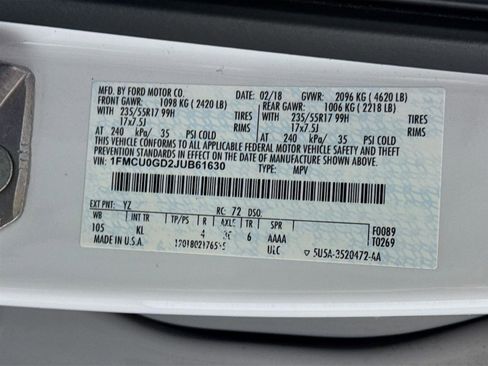 MFD. BY FORD MOTOR CO. 02/18 GVWR: 2096 KG ( 4620 LB)
FRONT GAWR: 1098 KG ( 2420 LB) REAR GAWR: 1006 KG ( 2218 LB)
235/55R17 99H TIRES 235/55R17 99H TIRES
17x7.5J RIMS 17x7.5J RIMS
AT 240 kPa/ 35 PSI COLD AT 240 kPa/ 35 PSI COLD
THIS VEHICLE CONFORMS TO ALL APPLICABLE FEDERAL MOTOR VEHICLE SAFETY AND BUMPER
AND THEFT PREVENTION STANDARDS IN EFFECT ON THE DATE OF MANUFACTURE SHOWN ABOVE.
VIN: 1FMCU0GD2JUB61630 TYPE: MPV
EXT PNT: YZ RC: 72 DSO:
WB INT TR TP/PS R AXLE TR SPR F0089
105 KL 4 6 AAAA T0269
MADE IN U.S.A. UTC 5U5A-3520472-AA